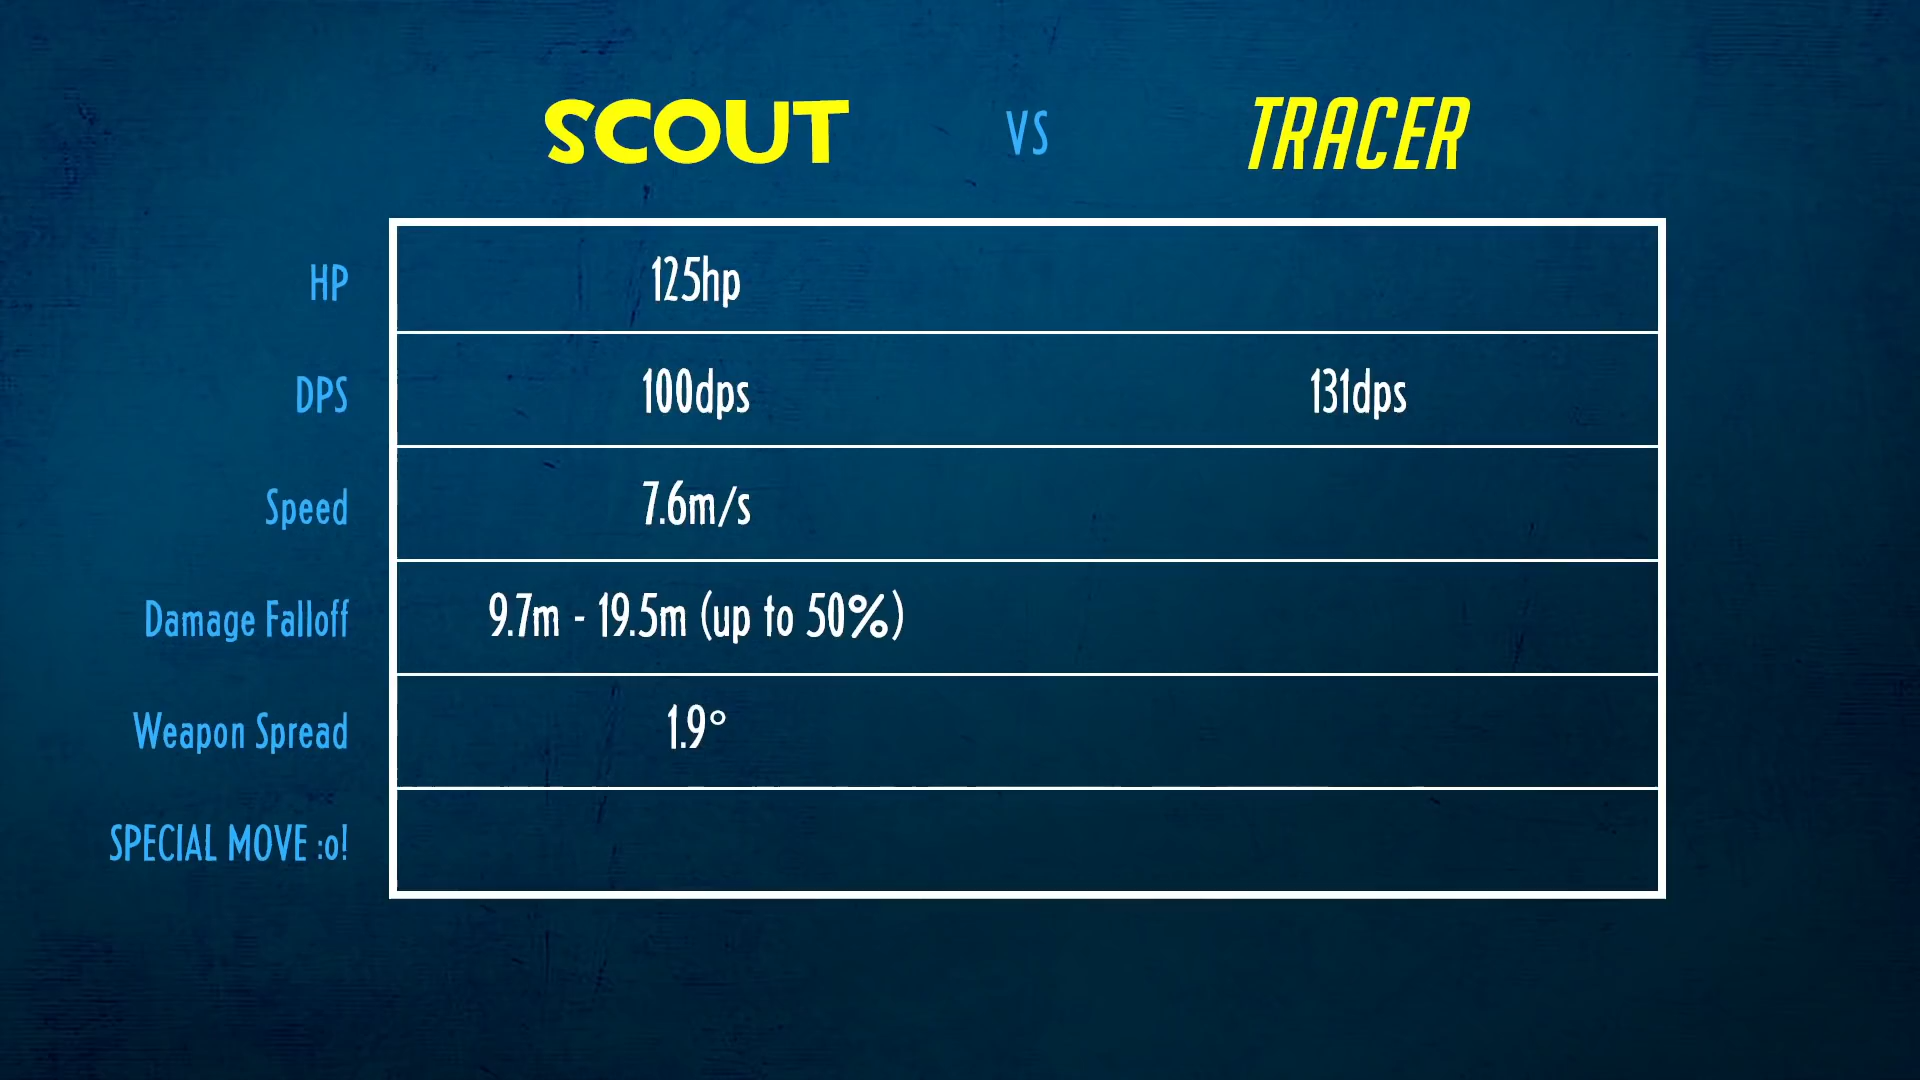 SCOUT VS TRACER
HP 125hp
DPS 100dps 131dps
Speed 7.6m/s
Damage Falloff 9.7m - 19.5m (up to 50%)
Weapon Spread 1.9°
SPECIAL MOVE :o!